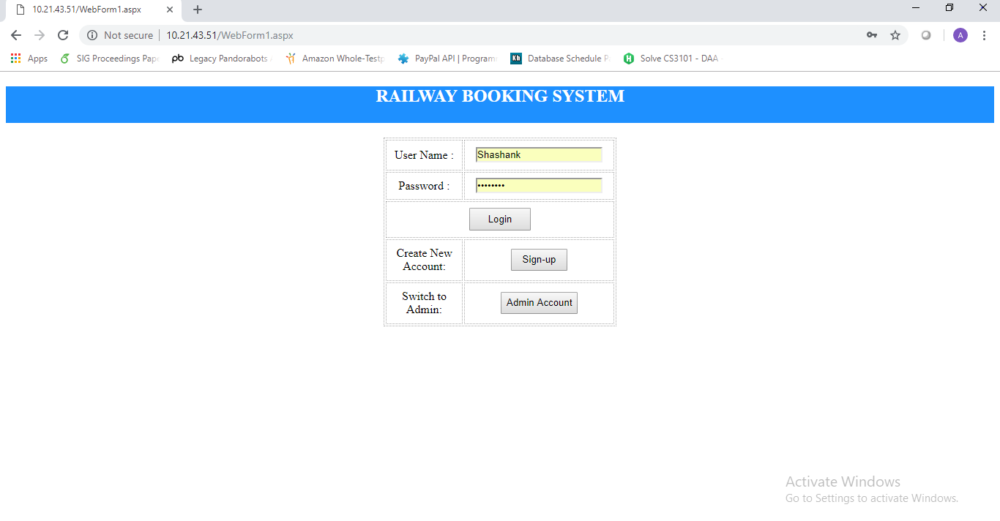 10.21.43.51/WebForm1.aspx
Not secure 10.21.43.51/WebForm1.aspx
A
Apps SIG Proceedings Pape pb Legacy Pandorabots Amazon Whole-Testp PayPal API | Program Kh Database Schedule P H Solve CS3101 - DAA
RAILWAY BOOKING SYSTEM
User Name : Shashank
Password : ••••••••
Login
Create New
Account:
Sign-up
Switch to
Admin:
Admin Account
Activate Windows
Go to Settings to activate Windows.